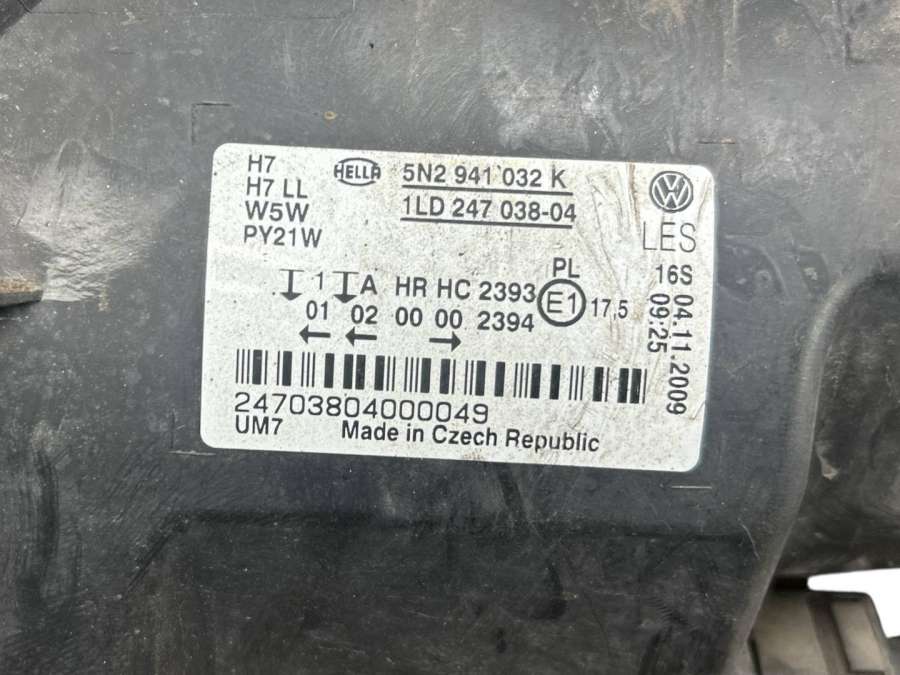 H7
H7 LL
W5W
PY21W
HELLA
5N2 941 032 K
1LD 247 038-04
VW
LES
1 A HR HC 2393
01 02 00 00 2394
PL
E1
17,5
16S 04.11.2009
09:25
24703804000049
UM7 Made in Czech Republic